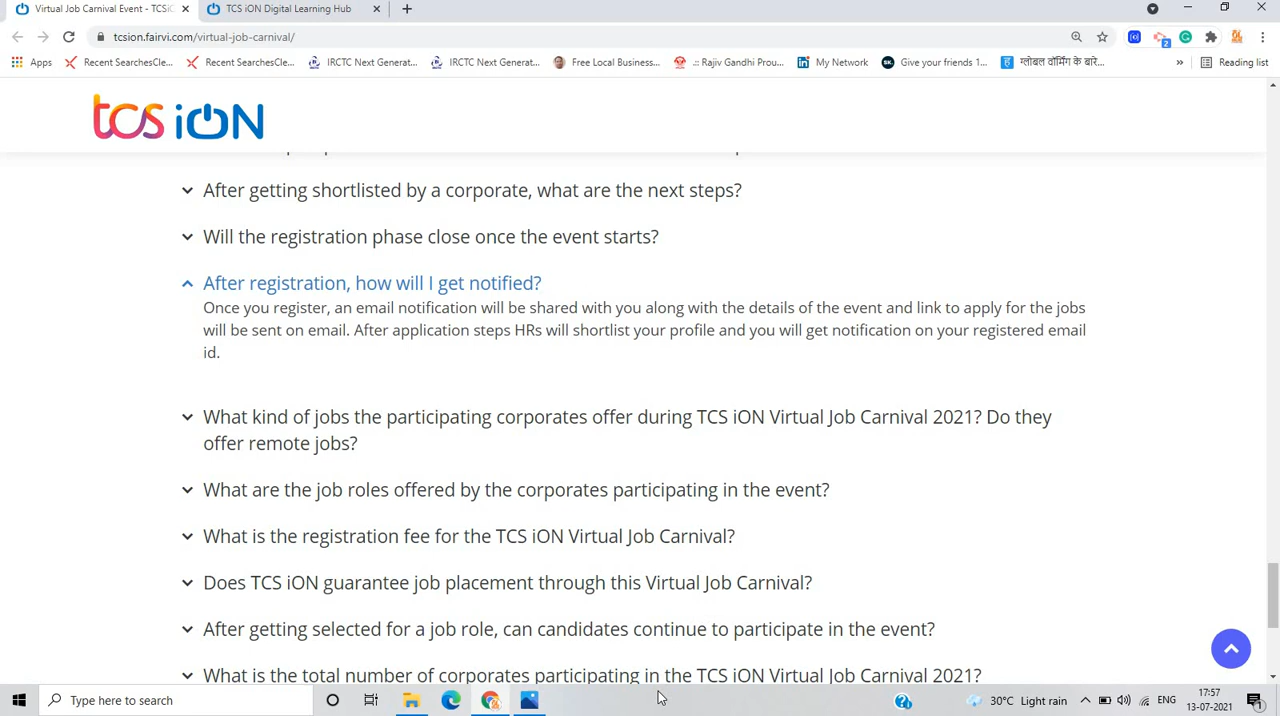 Virtual Job Carnival Event - TCSiC
TCS iON Digital Learning Hub
tcsion.fairvi.com/virtual-job-carnival/
2
Apps
Recent SearchesCle...
Recent SearchesCle...
IRCTC Next Generat...
IRCTC Next Generat...
Free Local Business...
.:: Rajiv Gandhi Prou...
My Network
SK
Give your friends 1...
ग्लोबल वॉर्मिंग के बारे...
»
Reading list
tcs iON
After getting shortlisted by a corporate, what are the next steps?
Will the registration phase close once the event starts?
After registration, how will I get notified?
Once you register, an email notification will be shared with you along with the details of the event and link to apply for the jobs
will be sent on email. After application steps HRs will shortlist your profile and you will get notification on your registered email
id.
What kind of jobs the participating corporates offer during TCS iON Virtual Job Carnival 2021? Do they
offer remote jobs?
What are the job roles offered by the corporates participating in the event?
What is the registration fee for the TCS iON Virtual Job Carnival?
Does TCS iON guarantee job placement through this Virtual Job Carnival?
After getting selected for a job role, can candidates continue to participate in the event?
What is the total number of corporates participating in the TCS iON Virtual Job Carnival 2021?
Type here to search
30°C Light rain
ENG
17:57
13-07-2021
1